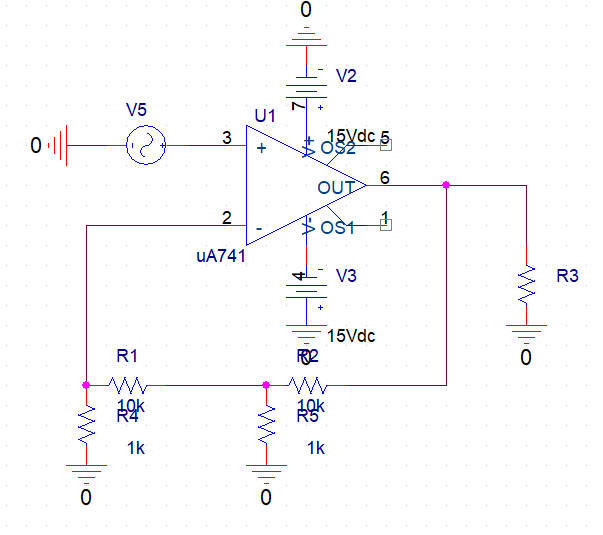 0
V2
V5
U1
7
+
15Vdc
5
0
3
+
V+
OS2
6
OUT
2
-
V-
OS1
1
uA741
4
V3
R3
15Vdc
0
0
R1
R2
10k
10k
R4
R5
1k
1k
0
0